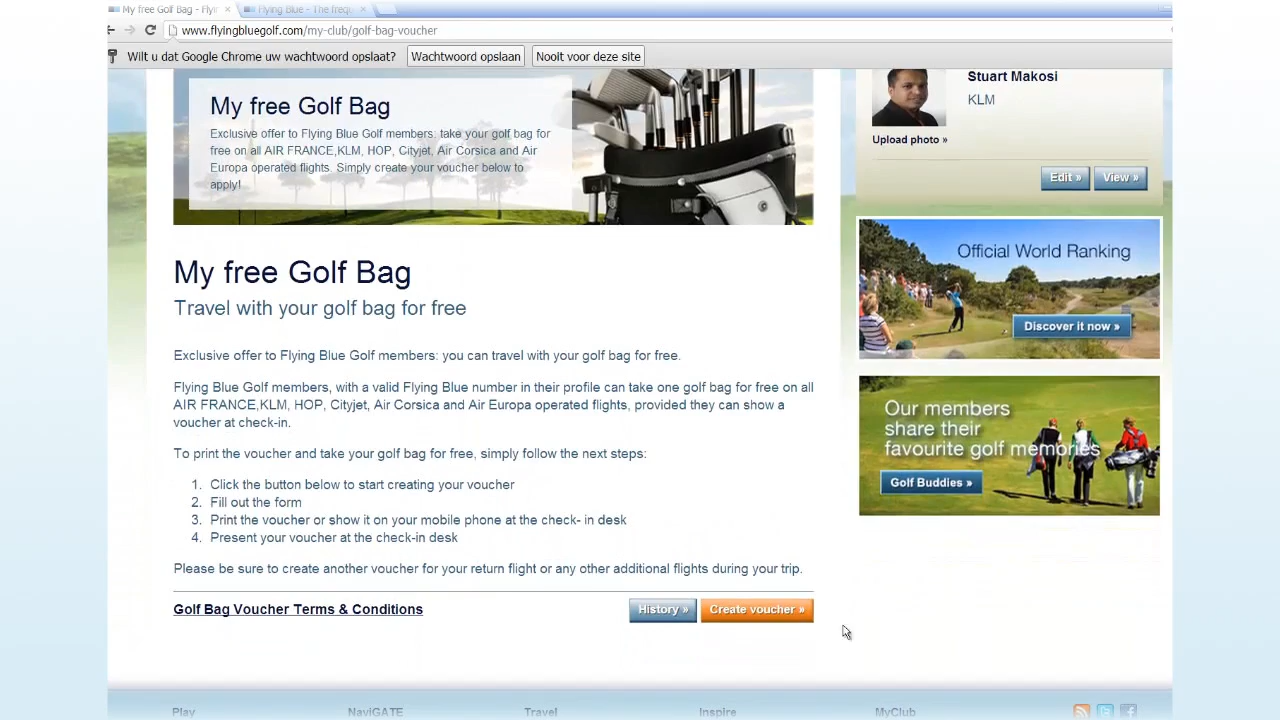 My free Golf Bag - Flyin
Flying Blue - The frequ
www.flyingbluegolf.com/my-club/golf-bag-voucher
Wilt u dat Google Chrome uw wachtwoord opslaat?
Wachtwoord opslaan
Nooit voor deze site
My free Golf Bag
Exclusive offer to Flying Blue Golf members: take your golf bag for
free on all AIR FRANCE,KLM, HOP, Cityjet, Air Corsica and Air
Europa operated flights. Simply create your voucher below to
apply!
Stuart Makosi
KLM
Upload photo »
Edit »
View »
My free Golf Bag
Travel with your golf bag for free
Exclusive offer to Flying Blue Golf members: you can travel with your golf bag for free.
Flying Blue Golf members, with a valid Flying Blue number in their profile can take one golf bag for free on all
AIR FRANCE,KLM, HOP, Cityjet, Air Corsica and Air Europa operated flights, provided they can show a
voucher at check-in.
To print the voucher and take your golf bag for free, simply follow the next steps:
1. Click the button below to start creating your voucher
2. Fill out the form
3. Print the voucher or show it on your mobile phone at the check- in desk
4. Present your voucher at the check-in desk
Please be sure to create another voucher for your return flight or any other additional flights during your trip.
Golf Bag Voucher Terms & Conditions
History »
Create voucher »
Official World Ranking
Discover it now »
Our members
share their
favourite golf memories
Golf Buddies »
Play
NaviGATE
Travel
Inspire
MyClub